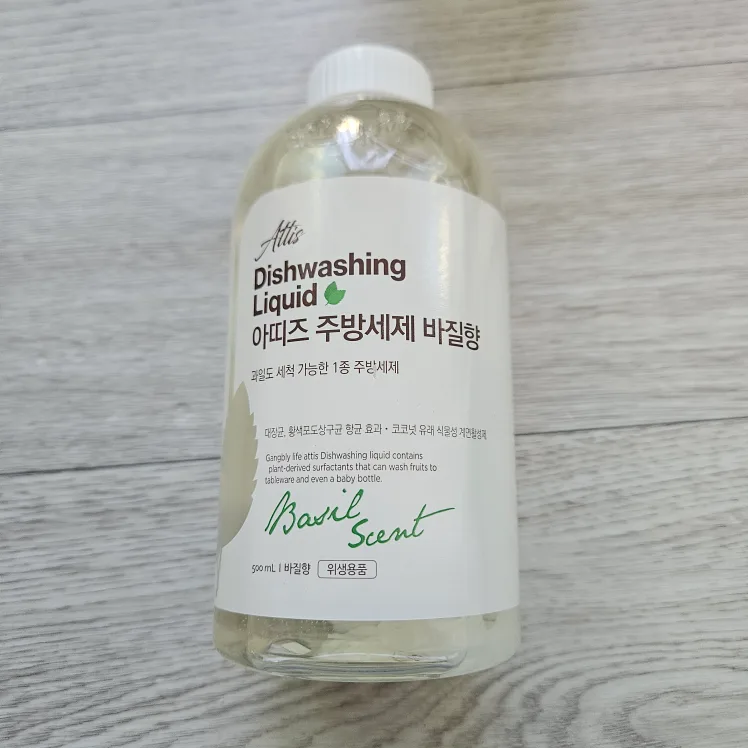 Attis
Dishwashing
Liquid
아띠즈 주방세제 바질향
과일도 세척 가능한 1종 주방세제
대장균, 황색포도상구균 항균 효과 • 코코넛 유래 식물성 계면활성제
Gangbly life attis Dishwashing liquid contains
plant-derived surfactants that can wash fruits to
tableware and even a baby bottle.
Basil
Scent
500 mL I 바질향 위생용품